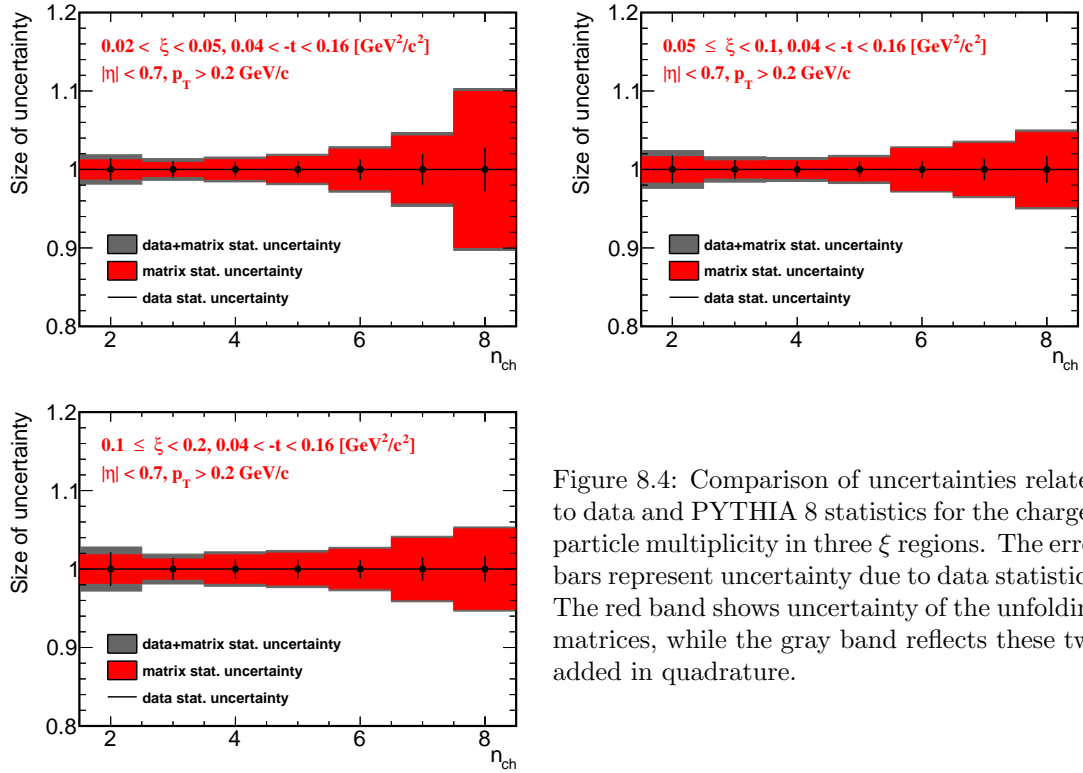 Size of uncertainty
0.02 < ξ < 0.05, 0.04 < -t < 0.16 [GeV²/c²]
|η| < 0.7, p_T > 0.2 GeV/c
1.2
1.1
1
0.9
0.8
data+matrix stat. uncertainty
matrix stat. uncertainty
data stat. uncertainty
2 4 6 8
n_ch
Size of uncertainty
0.05 ≤ ξ < 0.1, 0.04 < -t < 0.16 [GeV²/c²]
|η| < 0.7, p_T > 0.2 GeV/c
1.2
1.1
1
0.9
0.8
data+matrix stat. uncertainty
matrix stat. uncertainty
data stat. uncertainty
2 4 6 8
n_ch
Size of uncertainty
0.1 ≤ ξ < 0.2, 0.04 < -t < 0.16 [GeV²/c²]
|η| < 0.7, p_T > 0.2 GeV/c
1.2
1.1
1
0.9
0.8
data+matrix stat. uncertainty
matrix stat. uncertainty
data stat. uncertainty
2 4 6 8
n_ch
Figure 8.4: Comparison of uncertainties relate
to data and PYTHIA 8 statistics for the charge
particle multiplicity in three ξ regions. The erro
bars represent uncertainty due to data statistic
The red band shows uncertainty of the unfoldin
matrices, while the gray band reflects these tw
added in quadrature.